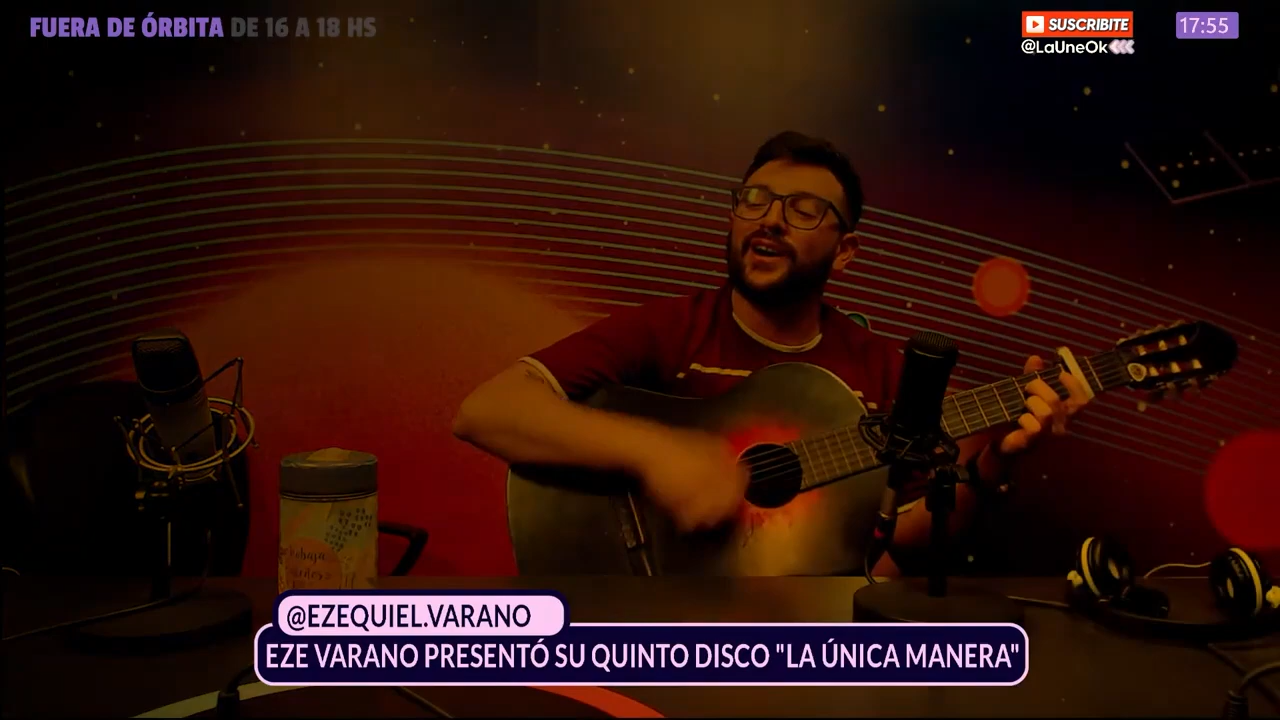 FUERA DE ÓRBITA DE 16 A 18 HS
SUSCRIBITE
@LaUneOk
17:55
@EZEQUIEL.VARANO
EZE VARANO PRESENTÓ SU QUINTO DISCO "LA ÚNICA MANERA"